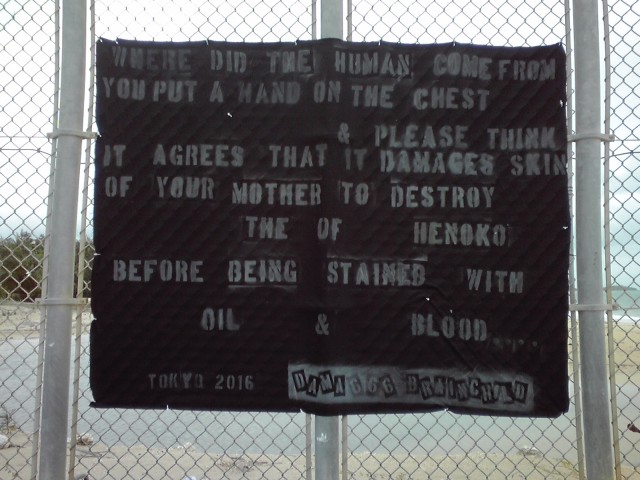 WHERE DID THE HUMAN COME FROM
YOU PUT A HAND ON THE CHEST
& PLEASE THINK
IT AGREES THAT IT DAMAGES SKIN
OF YOUR MOTHER TO DESTROY
THE OF HENOKO
BEFORE BEING STAINED WITH
OIL & BLOOD
TOKYO 2016
BRAINCHILD